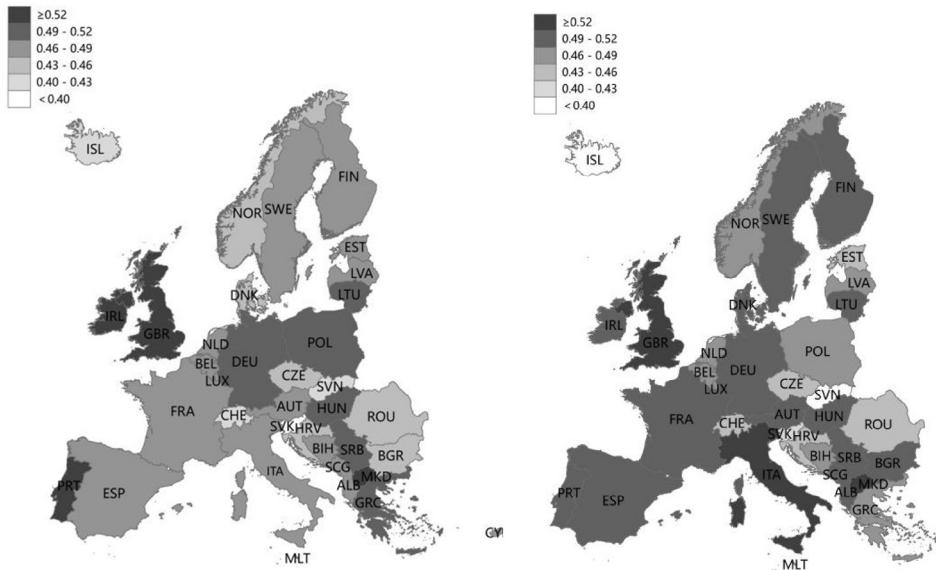 ≥0.52
0.49 - 0.52
0.46 - 0.49
0.43 - 0.46
0.40 - 0.43
< 0.40
ISL
FIN
NOR SWE
EST
LVA
DNK LTU
IRL
GBR
NLD POL
BEL DEU
LUX CZE
SVN
FRA AUT HUN
CHE ROU
SVK HRV
BIH SRB
SCG BGR
ITA MKD
PRT ESP ALB
GRC
MLT
≥0.52
0.49 - 0.52
0.46 - 0.49
0.43 - 0.46
0.40 - 0.43
< 0.40
ISL
FIN
NOR SWE
EST
LVA
DNK LTU
IRL
GBR
NLD POL
BEL DEU
LUX CZE
SVN
FRA AUT HUN
CHE ROU
SVK HRV
BIH SRB
SCG BGR
ITA MKD
PRT ESP ALB
GRC
MLT